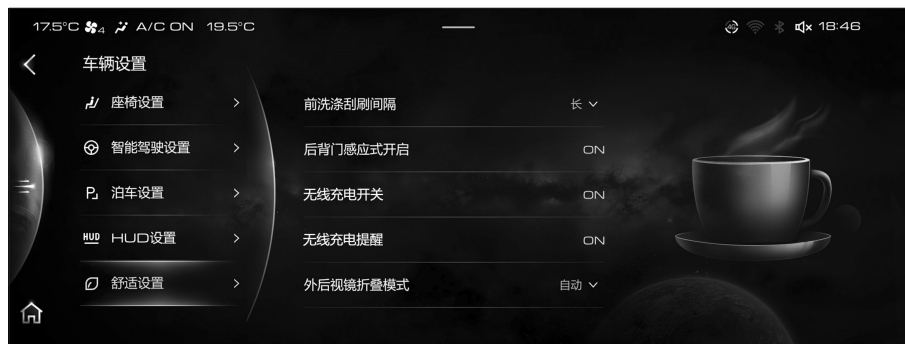 17.5°C 4 A/C ON 19.5°C 4G 18:46
车辆设置
座椅设置
智能驾驶设置
P 泊车设置
HUD HUD设置
舒适设置
前洗涤刮刷间隔 长
后背门感应式开启 ON
无线充电开关 ON
无线充电提醒 ON
外后视镜折叠模式 自动